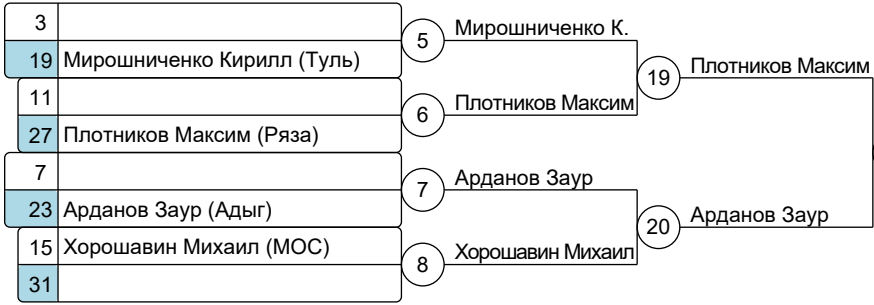 3
5 Мирошниченко К.
19 Мирошниченко Кирилл (Туль)
19 Плотников Максим
11
6 Плотников Максим
27 Плотников Максим (Ряза)
7
7 Арданов Заур
23 Арданов Заур (Адыг)
20 Арданов Заур
15 Хорошавин Михаил (МОС)
8 Хорошавин Михаил
31